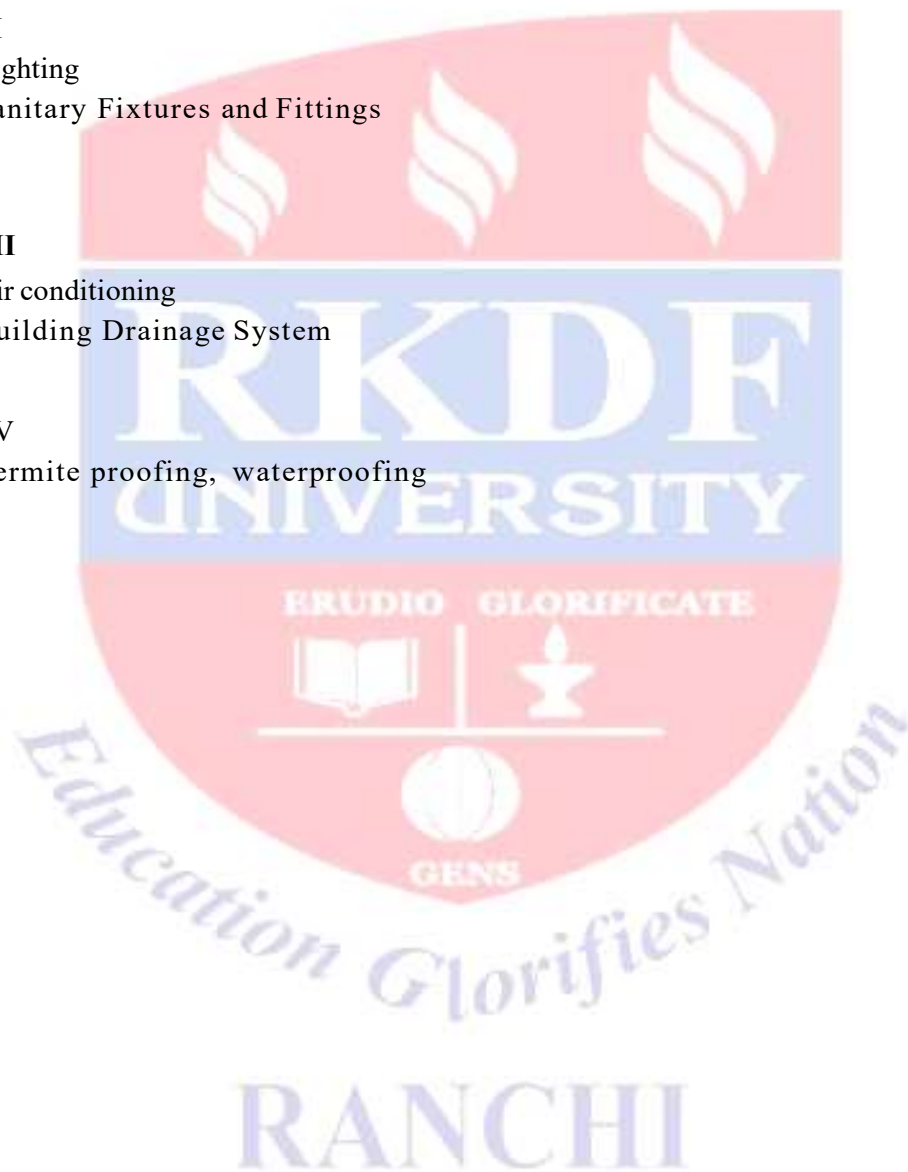 I
ghting
anitary Fixtures and Fittings
II
ir conditioning
uilding Drainage System
V
ermite proofing, waterproofing
RKDF
UNIVERSITY
ERUDIO GLORIFICATE
GENS
Education Glorifies Nation
RANCHI